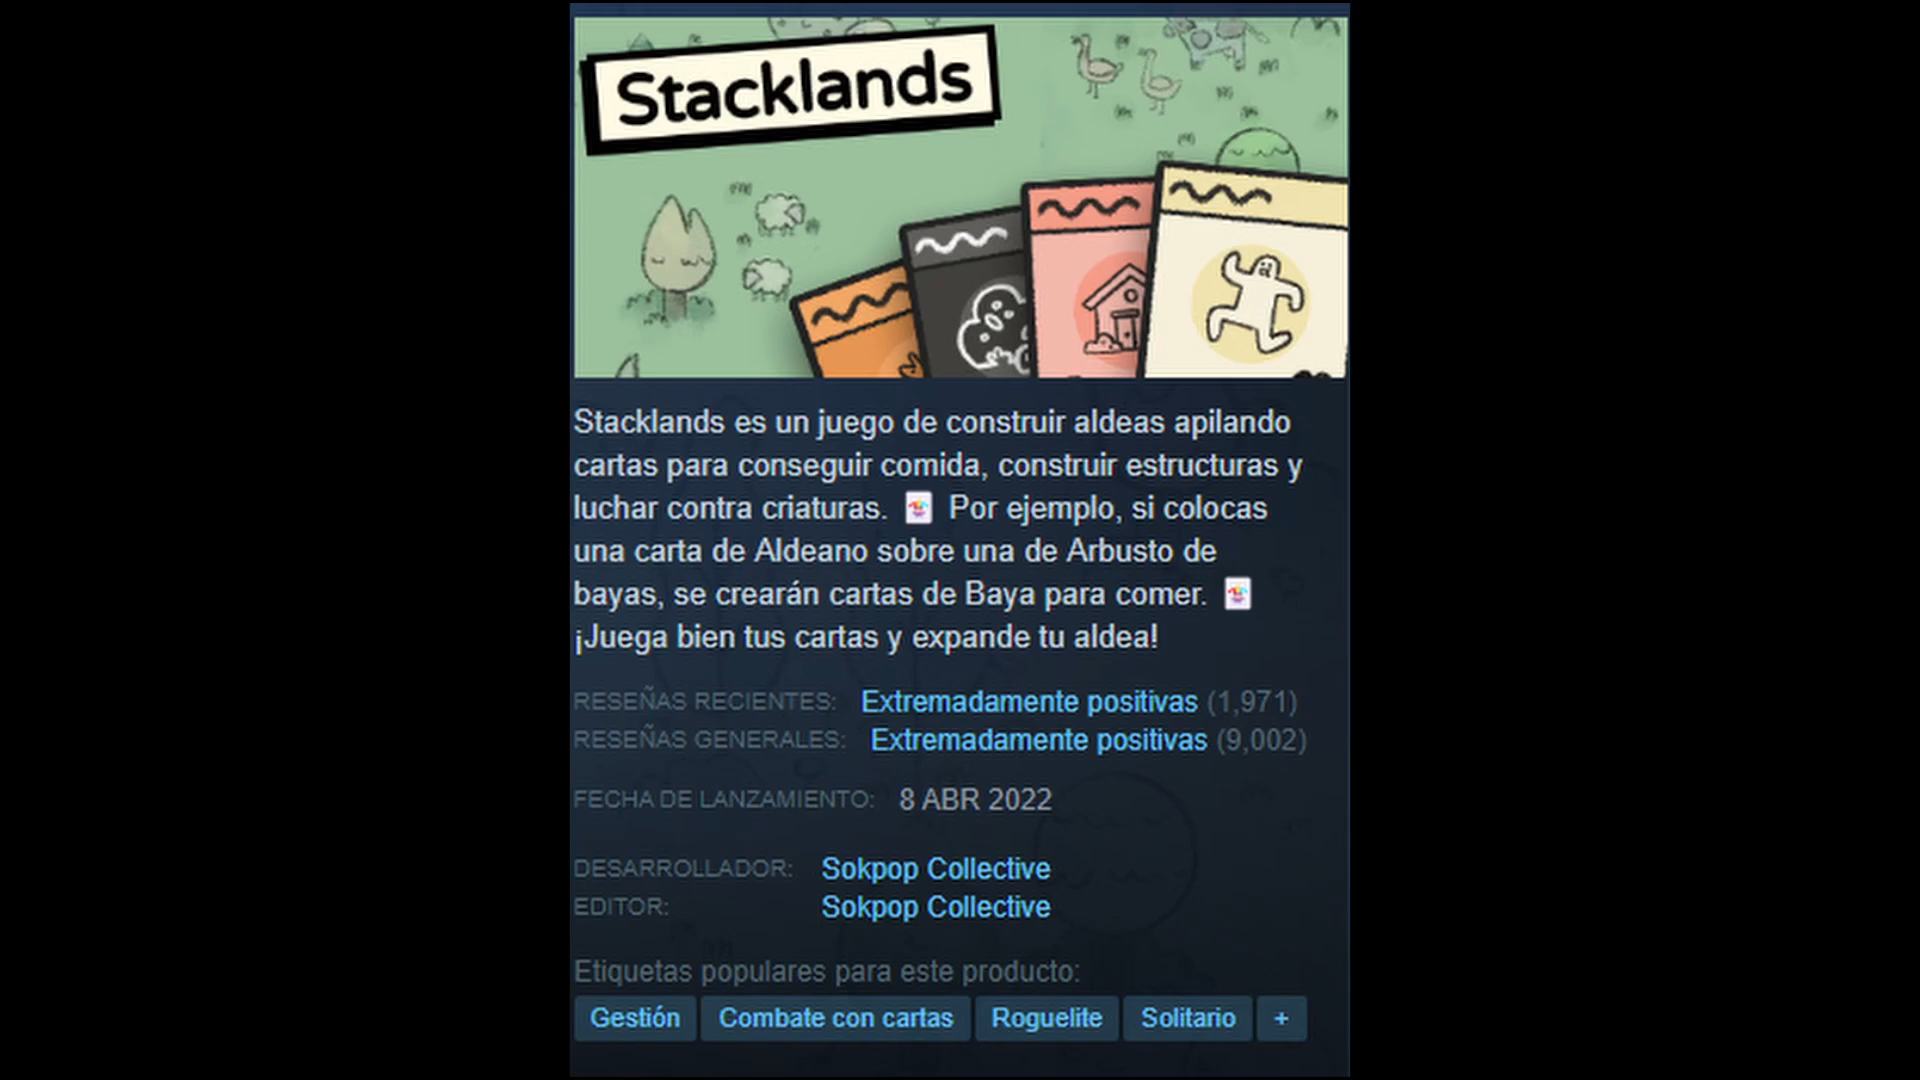 Stacklands
Stacklands es un juego de construir aldeas apilando
cartas para conseguir comida, construir estructuras y
luchar contra criaturas. 🃏 Por ejemplo, si colocas
una carta de Aldeano sobre una de Arbusto de
bayas, se crearán cartas de Baya para comer. 🃏
¡Juega bien tus cartas y expande tu aldea!
RESEÑAS RECIENTES: Extremadamente positivas (1,971)
RESEÑAS GENERALES: Extremadamente positivas (9,002)
FECHA DE LANZAMIENTO: 8 ABR 2022
DESARROLLADOR: Sokpop Collective
EDITOR: Sokpop Collective
Etiquetas populares para este producto:
Gestión Combate con cartas Roguelite Solitario +